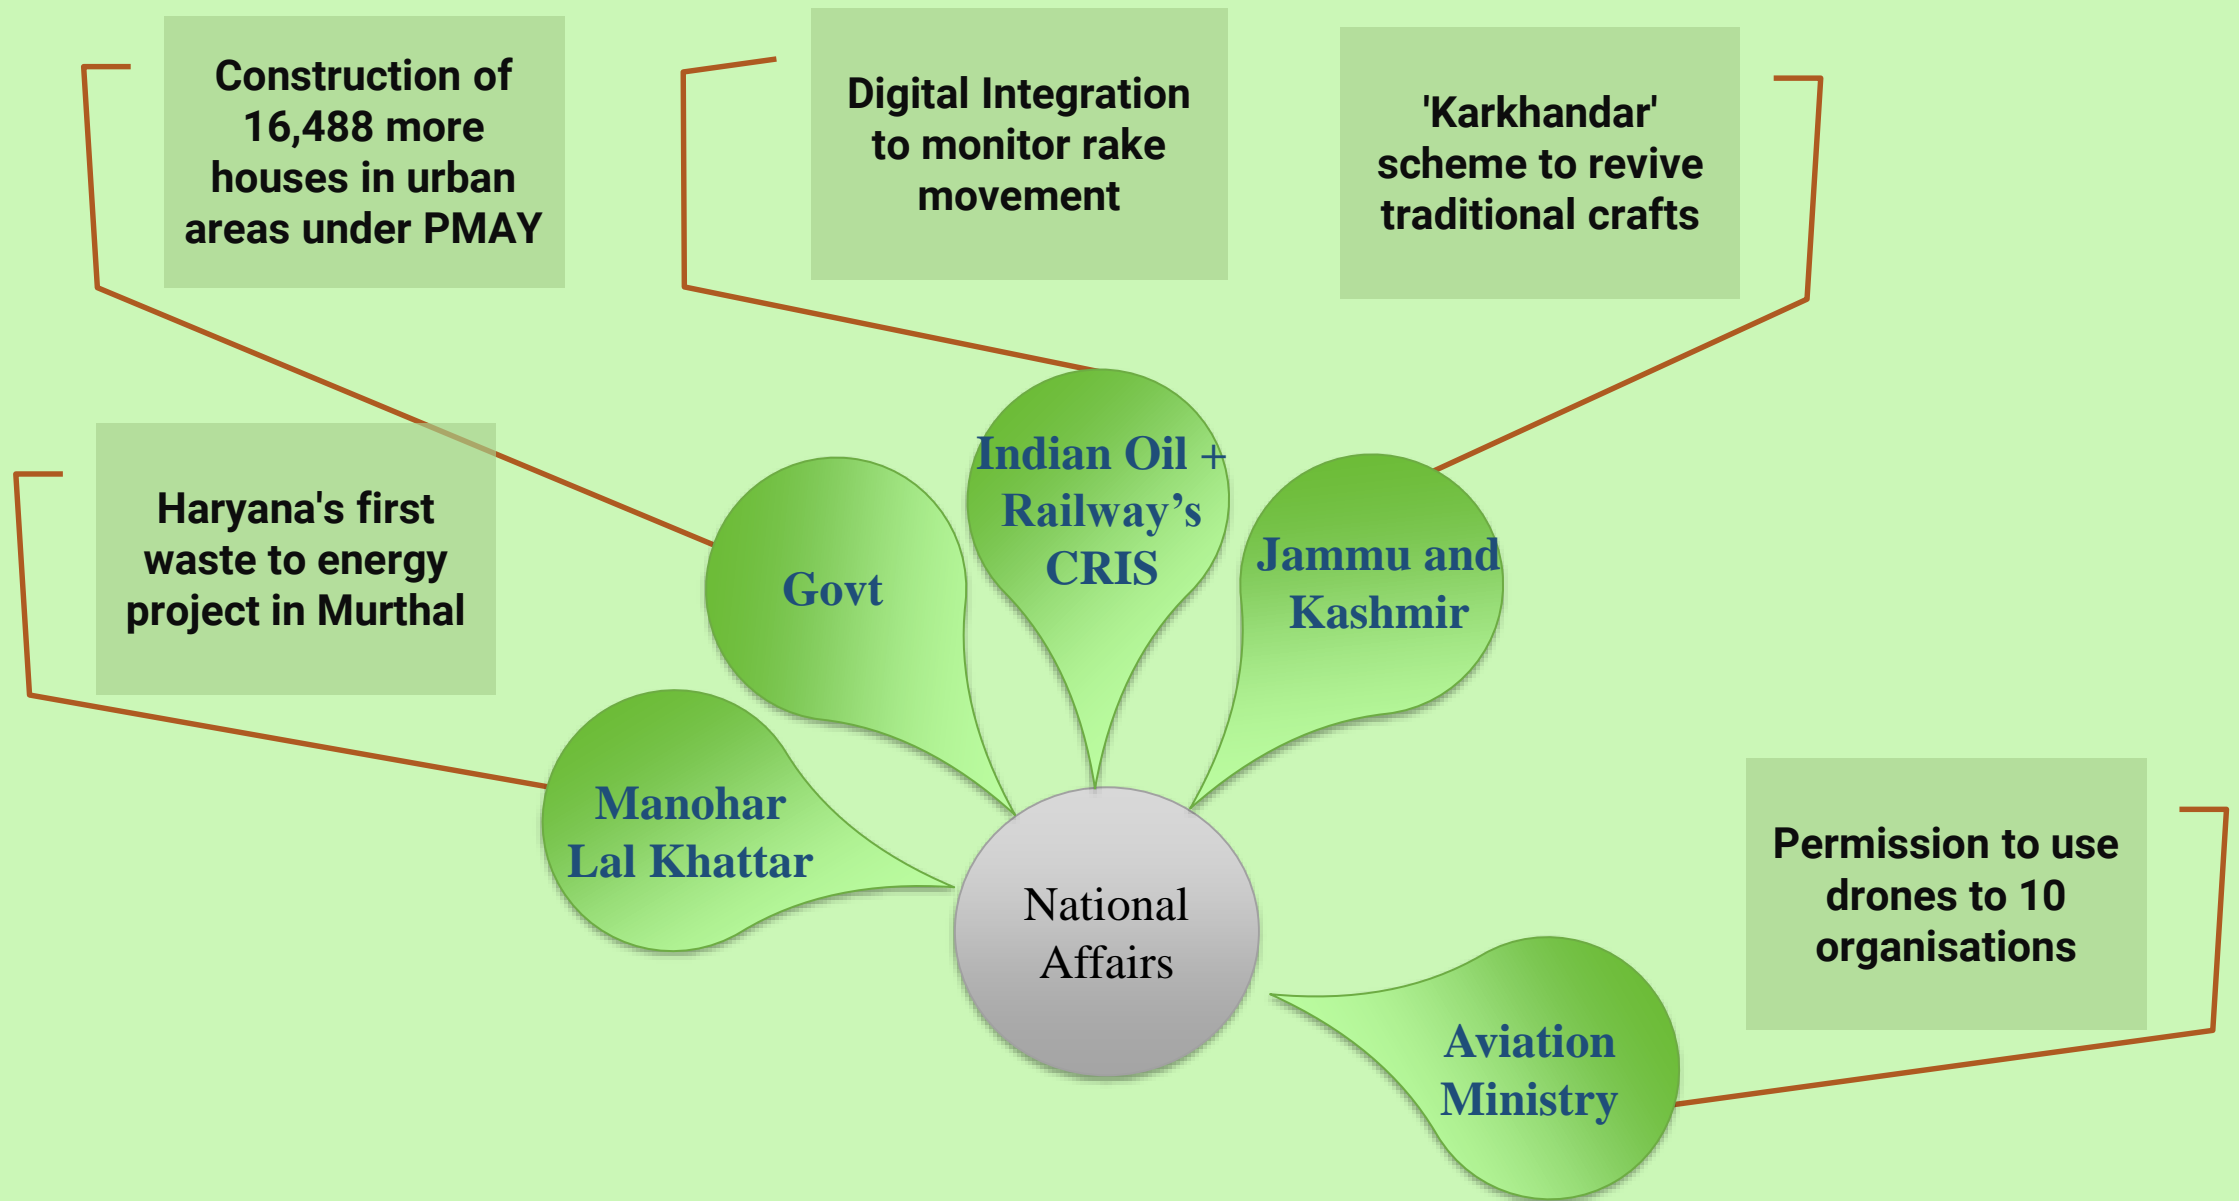 Construction of
16,488 more
houses in urban
areas under PMAY
Digital Integration
to monitor rake
movement
'Karkhandar'
scheme to revive
traditional crafts
Haryana's first
waste to energy
project in Murthal
Govt
Indian Oil +
Railway’s
CRIS
Jammu and
Kashmir
Manohar
Lal Khattar
National
Affairs
Permission to use
drones to 10
organisations
Aviation
Ministry